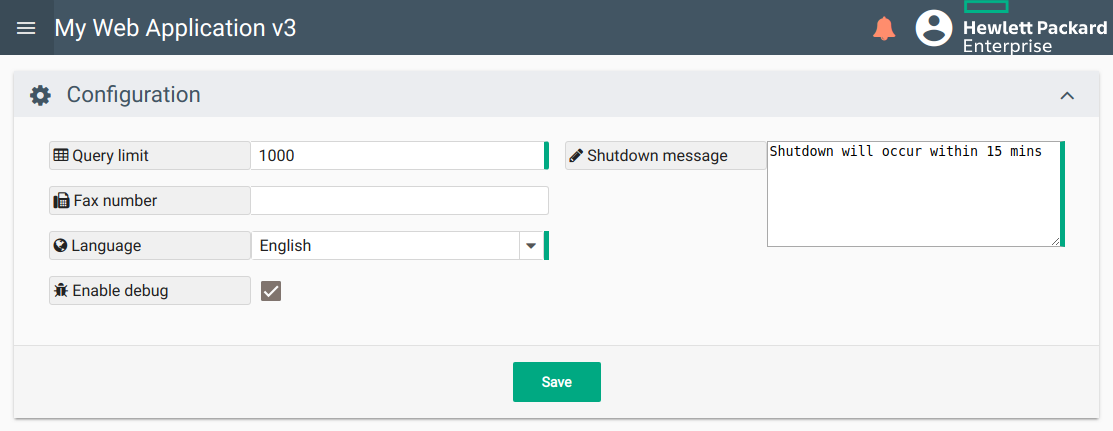 My Web Application v3
Hewlett Packard
Enterprise
Configuration
Query limit
1000
Shutdown message
Shutdown will occur within 15 mins
Fax number
Language
English
Enable debug
Save